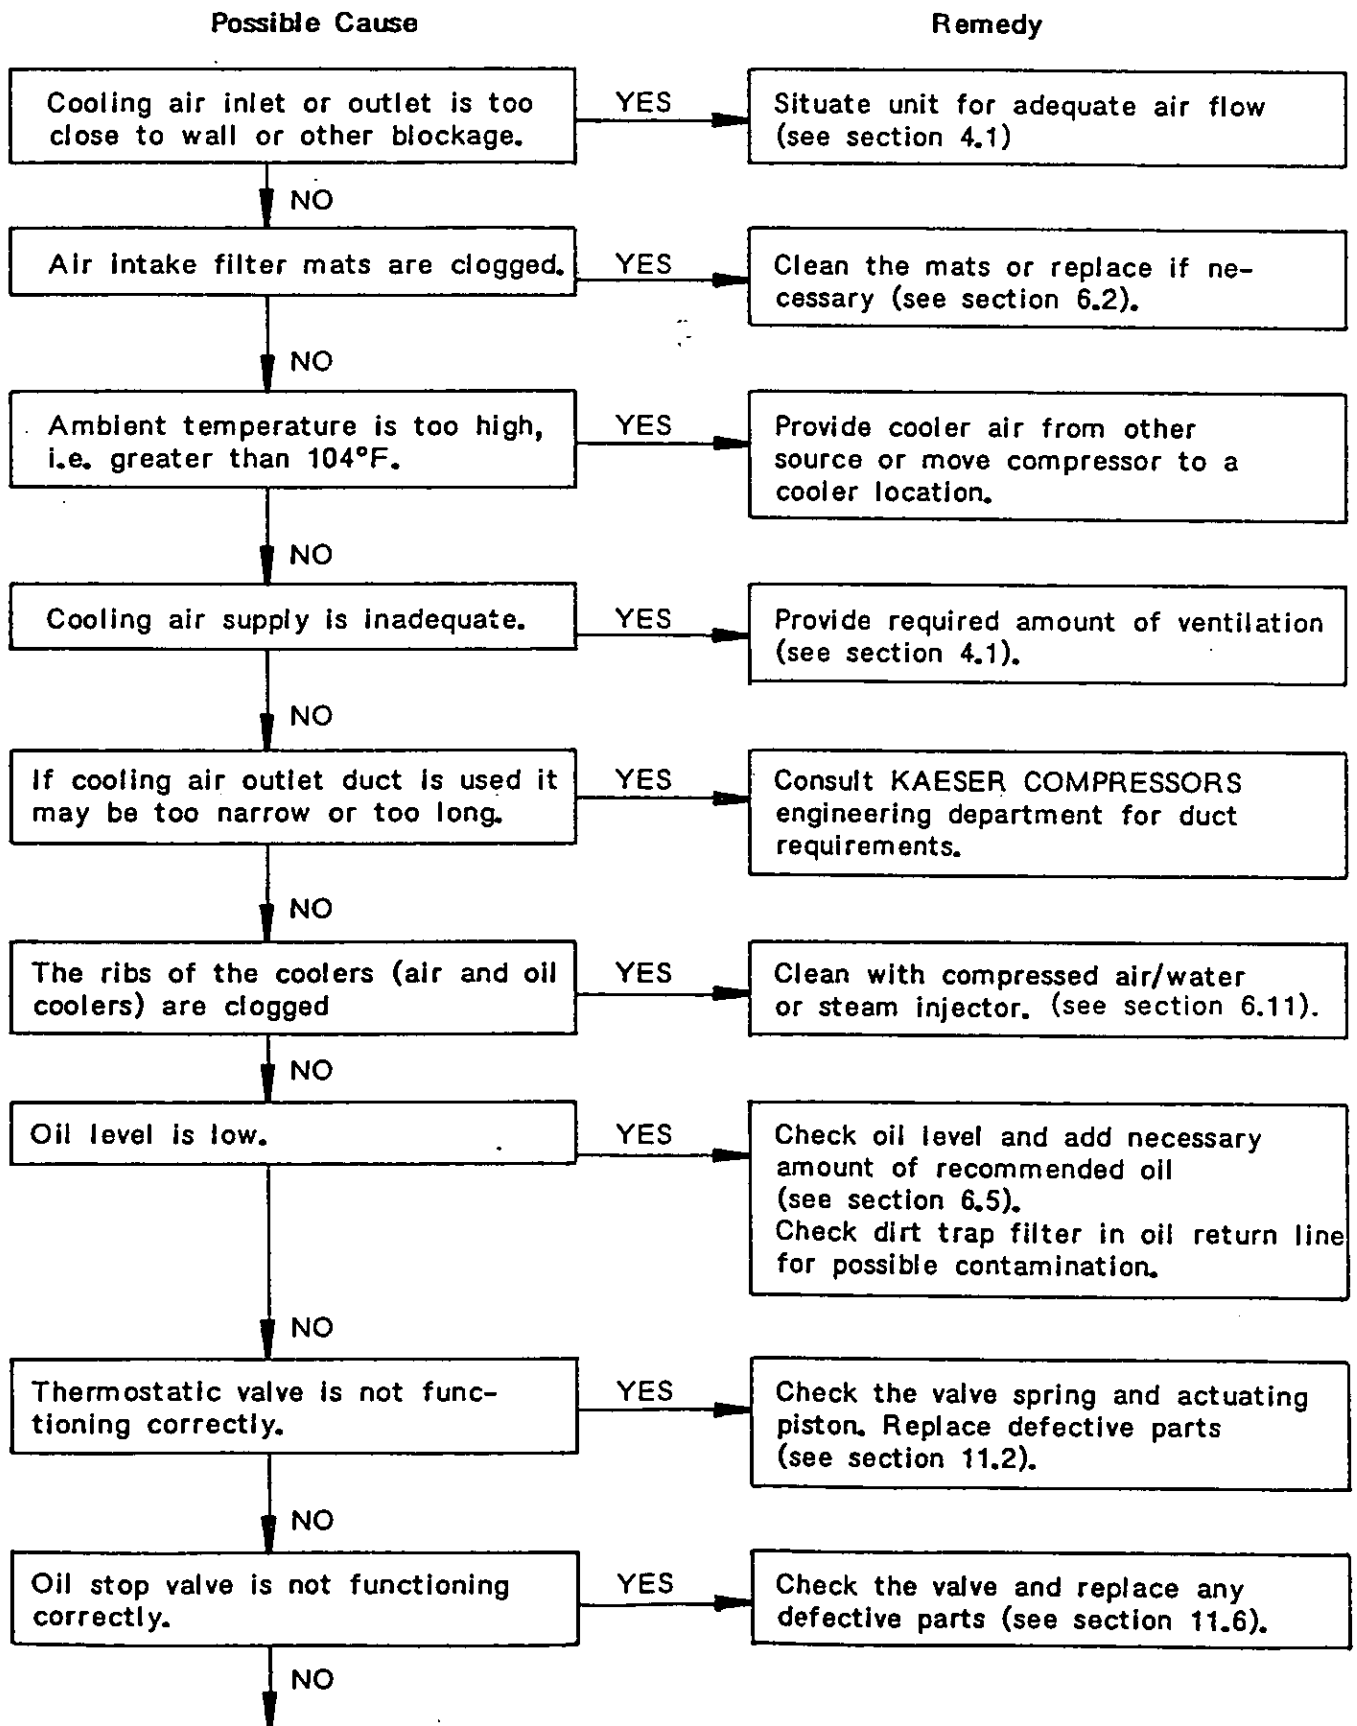 Possible Cause
Remedy
Cooling air inlet or outlet is too
close to wall or other blockage.
YES
Situate unit for adequate air flow
(see section 4.1)
NO
Air intake filter mats are clogged.
YES
Clean the mats or replace if ne-
cessary (see section 6.2).
NO
Ambient temperature is too high,
i.e. greater than 104°F.
YES
Provide cooler air from other
source or move compressor to a
cooler location.
NO
Cooling air supply is inadequate.
YES
Provide required amount of ventilation
(see section 4.1).
NO
If cooling air outlet duct is used it
may be too narrow or too long.
YES
Consult KAESER COMPRESSORS
engineering department for duct
requirements.
NO
The ribs of the coolers (air and oil
coolers) are clogged
YES
Clean with compressed air/water
or steam injector. (see section 6.11).
NO
Oil level is low.
YES
Check oil level and add necessary
amount of recommended oil
(see section 6.5).
Check dirt trap filter in oil return line
for possible contamination.
NO
Thermostatic valve is not func-
tioning correctly.
YES
Check the valve spring and actuating
piston. Replace defective parts
(see section 11.2).
NO
Oil stop valve is not functioning
correctly.
YES
Check the valve and replace any
defective parts (see section 11.6).
NO